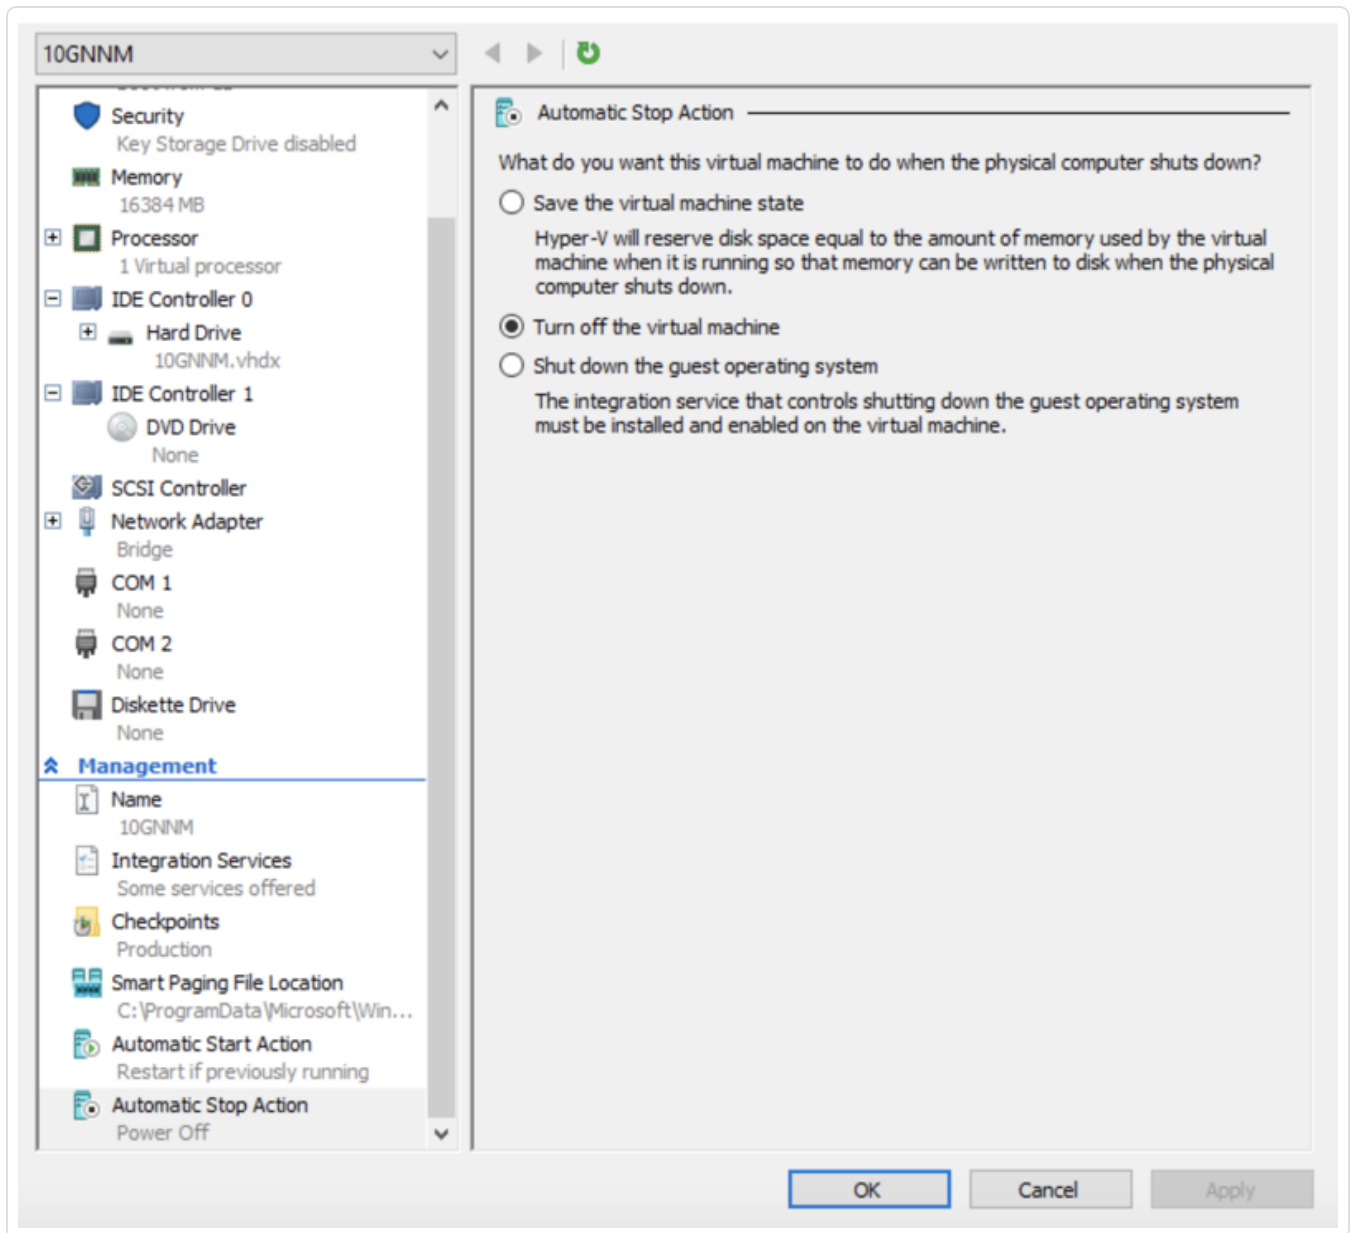 10GNNM
Security
Key Storage Drive disabled
Memory
16384 MB
Processor
1 Virtual processor
IDE Controller 0
Hard Drive
10GNNM.vhdx
IDE Controller 1
DVD Drive
None
SCSI Controller
Network Adapter
Bridge
COM 1
None
COM 2
None
Diskette Drive
None
Management
Name
10GNNM
Integration Services
Some services offered
Checkpoints
Production
Smart Paging File Location
C:\ProgramData\Microsoft\Win...
Automatic Start Action
Restart if previously running
Automatic Stop Action
Power Off
Automatic Stop Action
What do you want this virtual machine to do when the physical computer shuts down?
Save the virtual machine state
Hyper-V will reserve disk space equal to the amount of memory used by the virtual
machine when it is running so that memory can be written to disk when the physical
computer shuts down.
Turn off the virtual machine
Shut down the guest operating system
The integration service that controls shutting down the guest operating system
must be installed and enabled on the virtual machine.
OK
Cancel
Apply